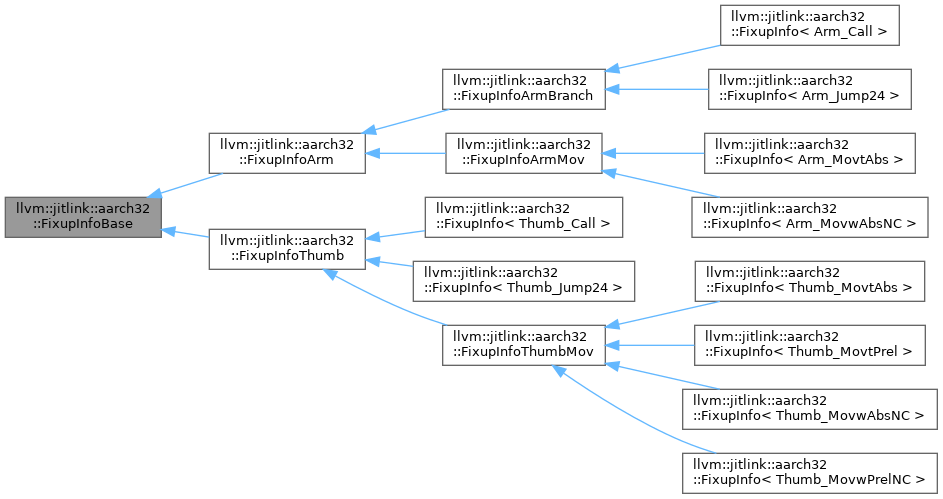 llvm::jitlink::aarch32
::FixupInfoBase
llvm::jitlink::aarch32
::FixupInfoArm
llvm::jitlink::aarch32
::FixupInfoThumb
llvm::jitlink::aarch32
::FixupInfoArmBranch
llvm::jitlink::aarch32
::FixupInfoArmMov
llvm::jitlink::aarch32
::FixupInfo< Thumb_Call >
llvm::jitlink::aarch32
::FixupInfo< Thumb_Jump24 >
llvm::jitlink::aarch32
::FixupInfoThumbMov
llvm::jitlink::aarch32
::FixupInfo< Arm_Call >
llvm::jitlink::aarch32
::FixupInfo< Arm_Jump24 >
llvm::jitlink::aarch32
::FixupInfo< Arm_MovtAbs >
llvm::jitlink::aarch32
::FixupInfo< Arm_MovwAbsNC >
llvm::jitlink::aarch32
::FixupInfo< Thumb_MovtAbs >
llvm::jitlink::aarch32
::FixupInfo< Thumb_MovtPrel >
llvm::jitlink::aarch32
::FixupInfo< Thumb_MovwAbsNC >
llvm::jitlink::aarch32
::FixupInfo< Thumb_MovwPrelNC >